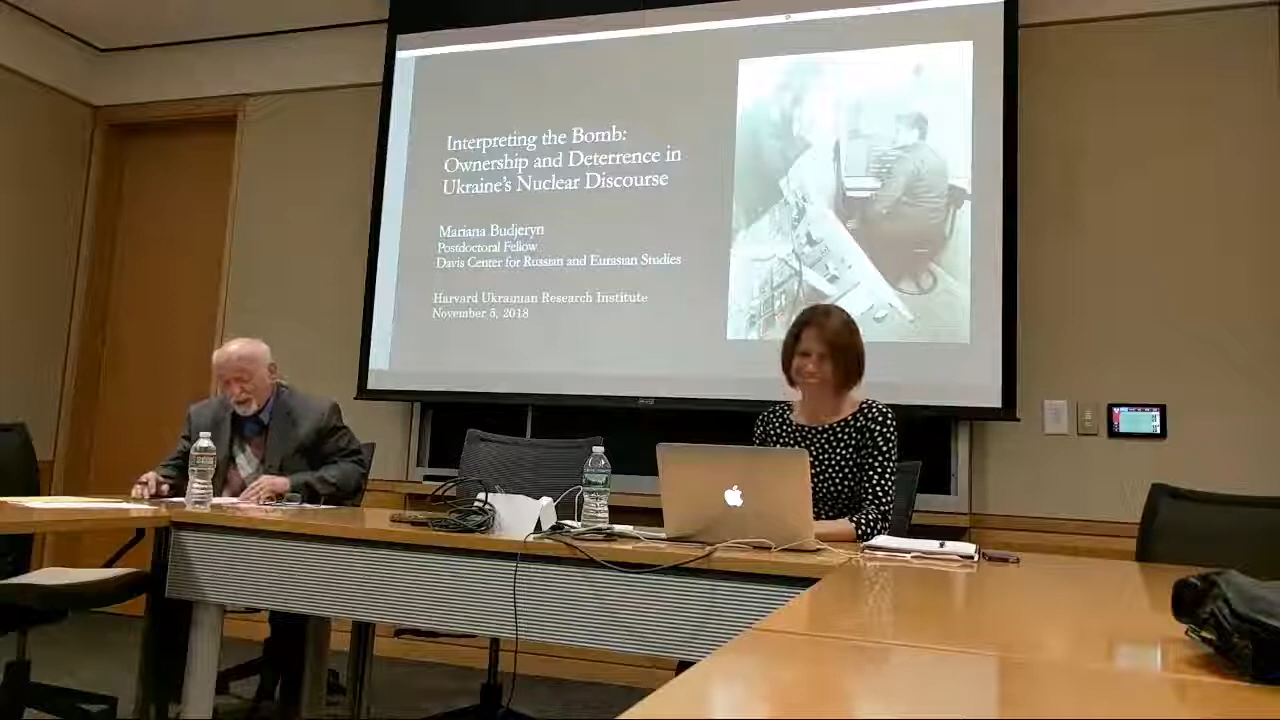 Interpreting the Bomb:
Ownership and Deterrence in
Ukraine's Nuclear Discourse
Mariana Budjeryn
Postdoctoral Fellow
Davis Center for Russian and Eurasian Studies
Harvard Ukrainian Research Institute
November 5, 2018